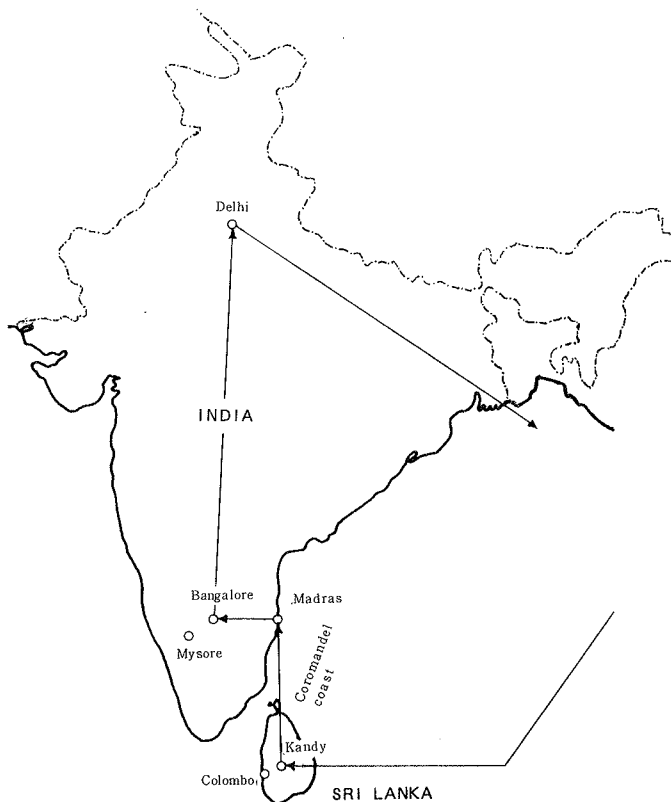 Delhi
INDIA
Bangalore
Madras
Mysore
Coromandel
coast
Kandy
Colombo
SRI LANKA